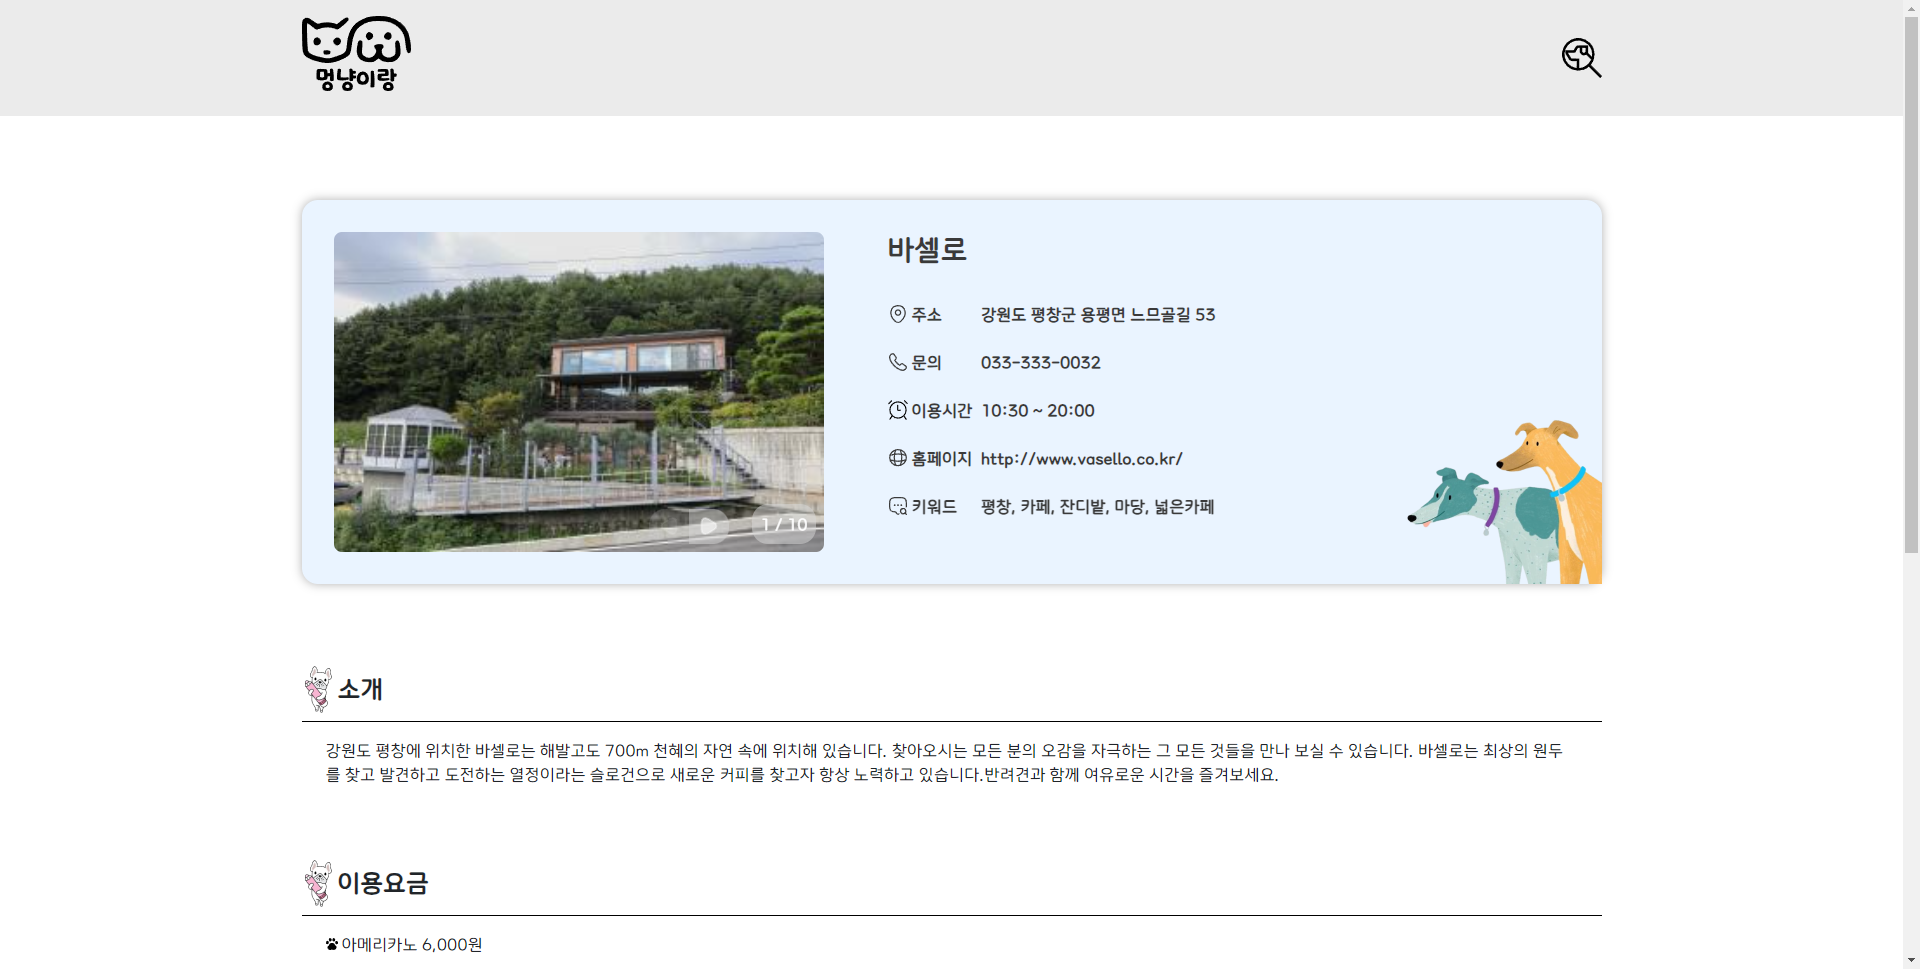 멍냥이랑
바셀로
주소 강원도 평창군 용평면 느므골길 53
문의 033-333-0032
이용시간 10:30 ~ 20:00
홈페이지 http://www.vasello.co.kr/
키워드 평창, 카페, 잔디밭, 마당, 넓은카페
1 / 10
소개
강원도 평창에 위치한 바셀로는 해발고도 700m 천혜의 자연 속에 위치해 있습니다. 찾아오시는 모든 분의 오감을 자극하는 그 모든 것들을 만나 보실 수 있습니다. 바셀로는 최상의 원두
를 찾고 발견하고 도전하는 열정이라는 슬로건으로 새로운 커피를 찾고자 항상 노력하고 있습니다.반려견과 함께 여유로운 시간을 즐겨보세요.
이용요금
아메리카노 6,000원